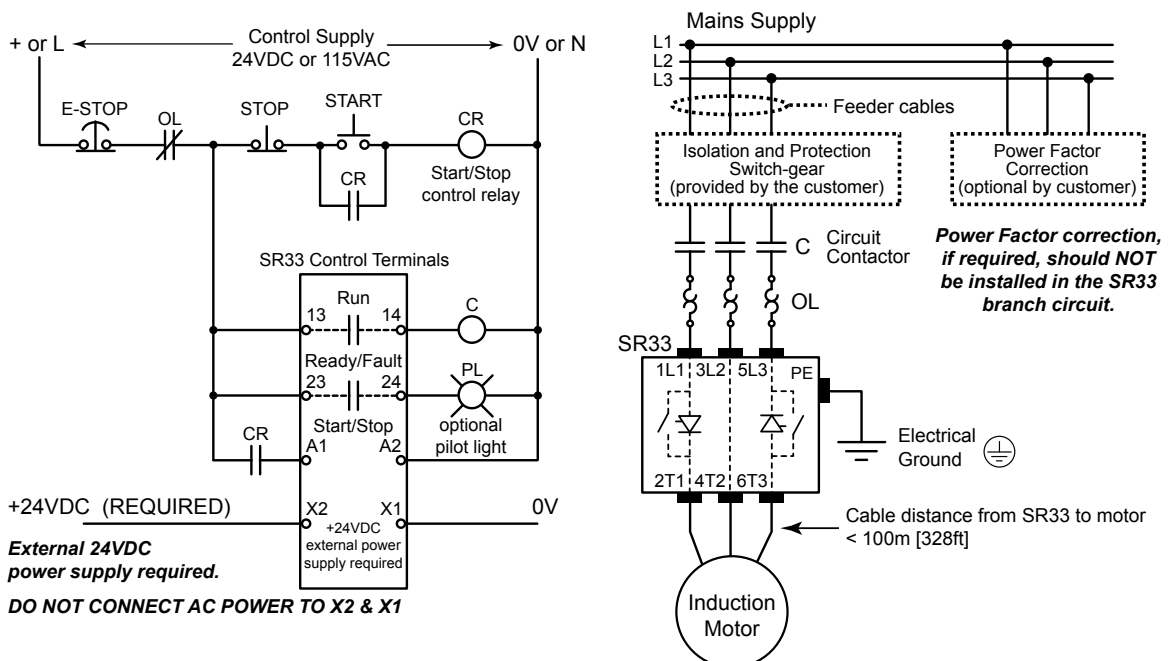 + or L
Control Supply
24VDC or 115VAC
0V or N
E-STOP
OL
STOP
START
CR
CR
Start/Stop
control relay
SR33 Control Terminals
Run
13
14
C
Ready/Fault
23
24
PL
optional
pilot light
Start/Stop
CR
A1
A2
+24VDC (REQUIRED)
X2
X1
0V
+24VDC
external power
supply required
External 24VDC
power supply required.
DO NOT CONNECT AC POWER TO X2 & X1
Mains Supply
L1
L2
L3
Feeder cables
Isolation and Protection
Switch-gear
(provided by the customer)
Power Factor
Correction
(optional by customer)
C
Circuit
Contactor
Power Factor correction,
if required, should NOT
be installed in the SR33
branch circuit.
OL
SR33
1L1 3L2 5L3
PE
Electrical
Ground
2T1 4T2 6T3
Cable distance from SR33 to motor
< 100m [328ft]
Induction
Motor